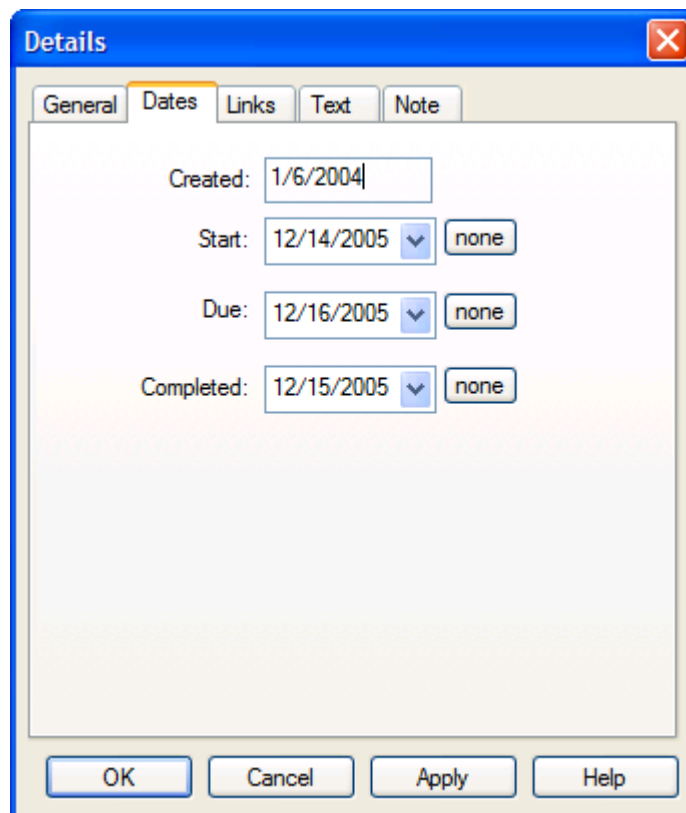 Details
General Dates Links Text Note
Created: 1/6/2004
Start: 12/14/2005 none
Due: 12/16/2005 none
Completed: 12/15/2005 none
OK Cancel Apply Help